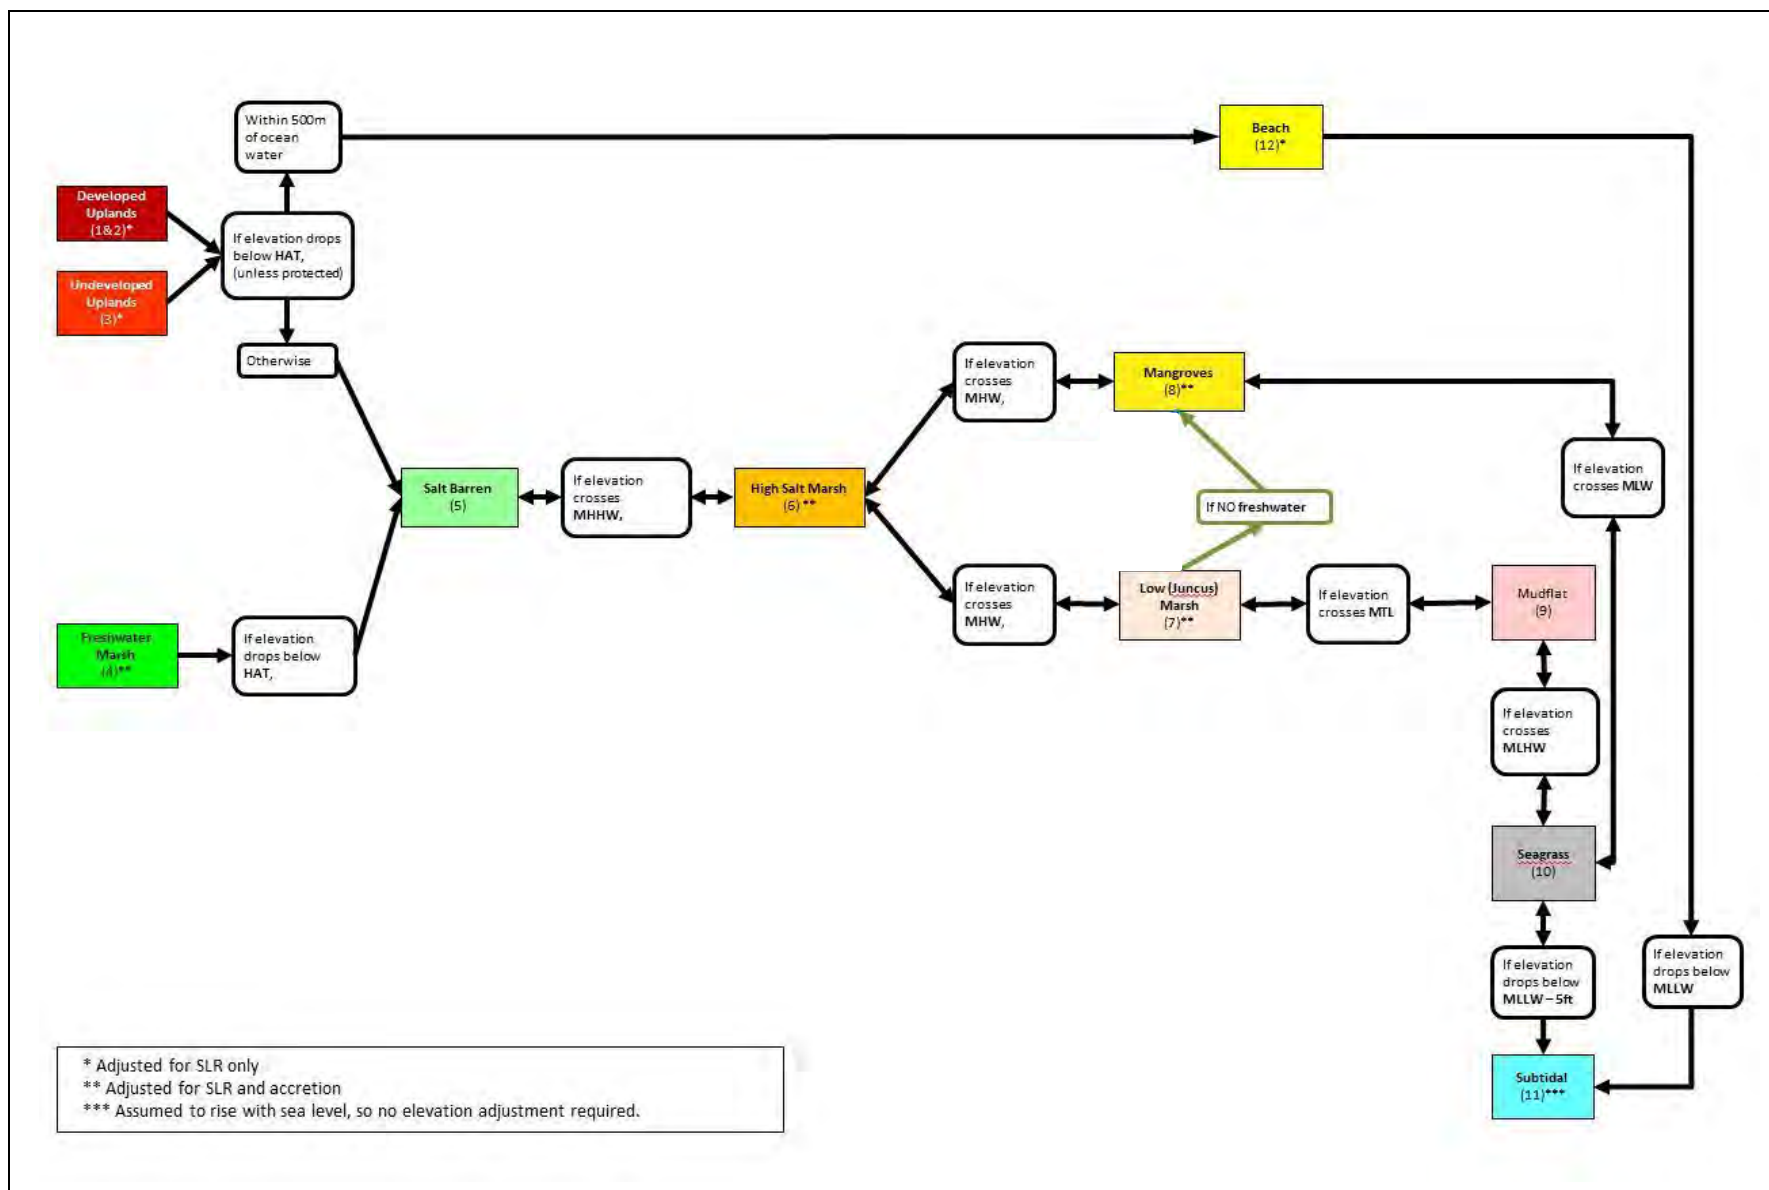 Within 500m
of ocean
water
Beach
(12)*
Developed
Uplands
(1&2)*
If elevation drops
below HAT,
(unless protected)
Undeveloped
Uplands
(3)*
Otherwise
If elevation
crosses
MHW,
Mangroves
(8)**
If elevation
crosses MLW
Salt Barren
(5)
If elevation
crosses
MHHW,
High Salt Marsh
(6) **
If NO freshwater
If elevation
crosses
MHW,
Low (Juncus)
Marsh
(7)**
If elevation
crosses MTL
Mudflat
(9)
Freshwater
Marsh
(4)**
If elevation
drops below
HAT,
If elevation
crosses
MLHW
Seagrass
(10)
If elevation
drops below
MLLW – 5ft
If elevation
drops below
MLLW
Subtidal
(11)***
* Adjusted for SLR only
** Adjusted for SLR and accretion
*** Assumed to rise with sea level, so no elevation adjustment required.